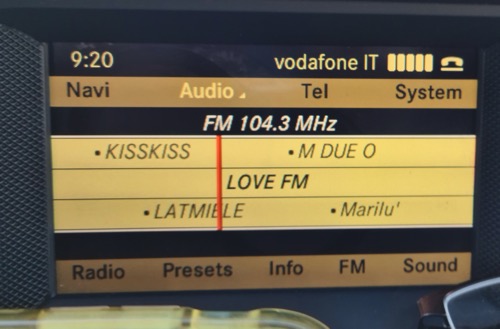 9:20 vodafone IT
Navi Audio Tel System
FM 104.3 MHz
•KISSKISS •M DUE O
LOVE FM
•LATMIELE •Marilu'
Radio Presets Info FM Sound